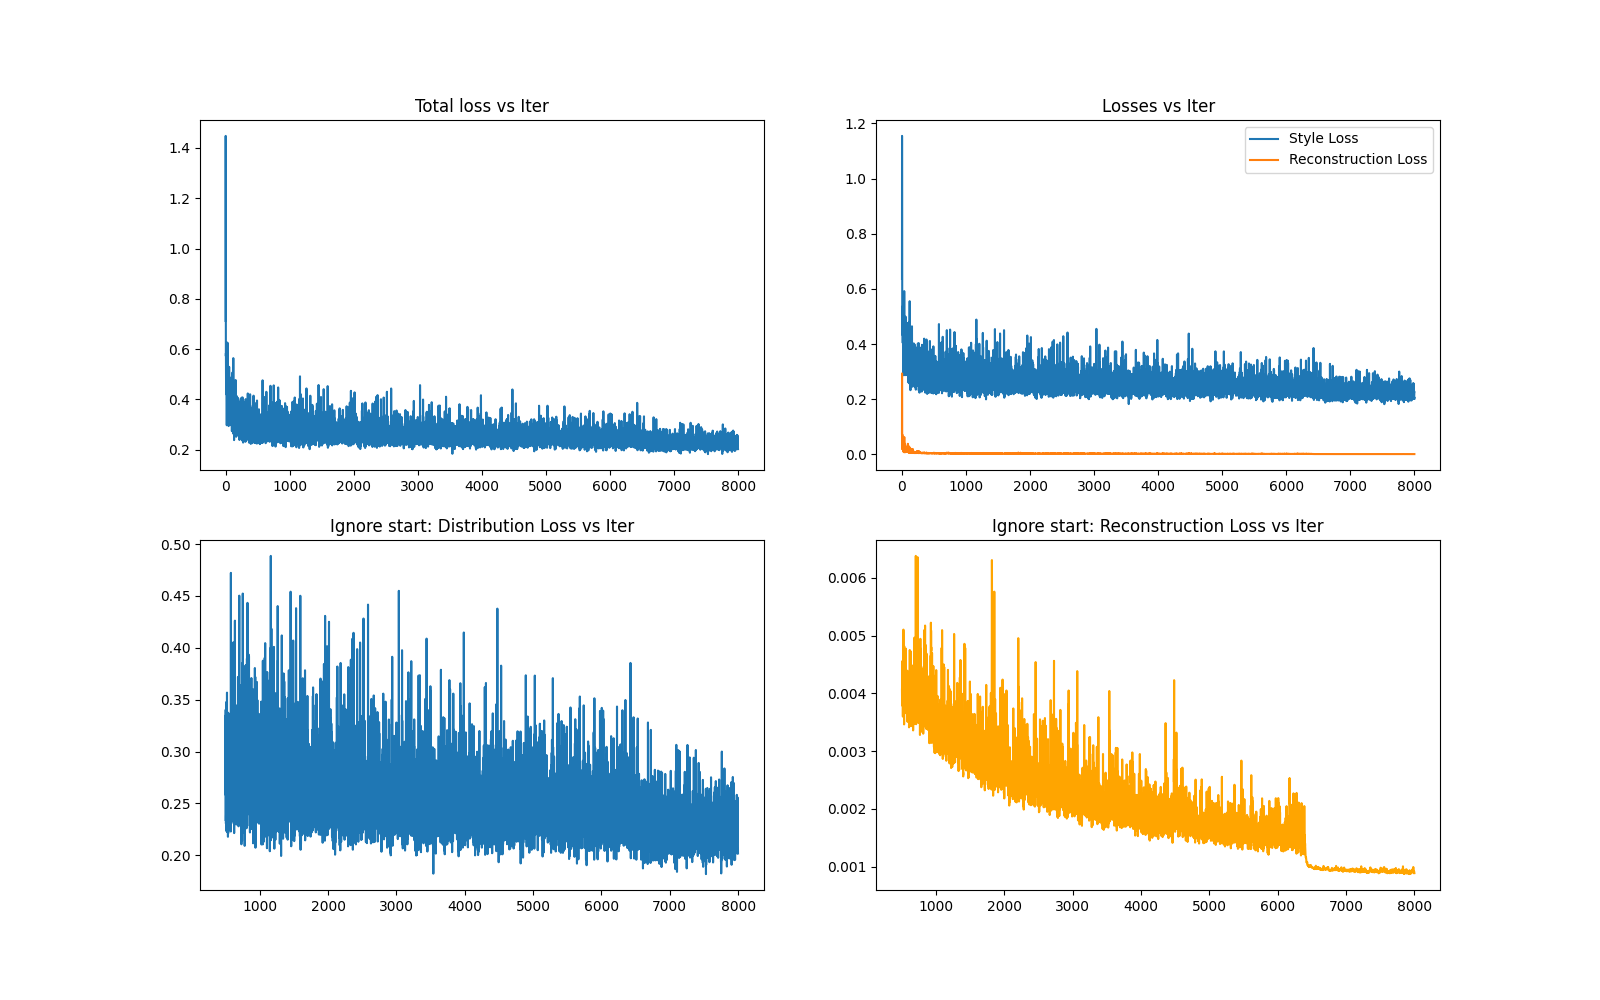 Total loss vs Iter
1.4
1.2
1.0
0.8
0.6
0.4
0.2
0 1000 2000 3000 4000 5000 6000 7000 8000
Losses vs Iter
1.2
1.0
0.8
0.6
0.4
0.2
0.0
Style Loss
Reconstruction Loss
0 1000 2000 3000 4000 5000 6000 7000 8000
Ignore start: Distribution Loss vs Iter
0.50
0.45
0.40
0.35
0.30
0.25
0.20
1000 2000 3000 4000 5000 6000 7000 8000
Ignore start: Reconstruction Loss vs Iter
0.006
0.005
0.004
0.003
0.002
0.001
1000 2000 3000 4000 5000 6000 7000 8000